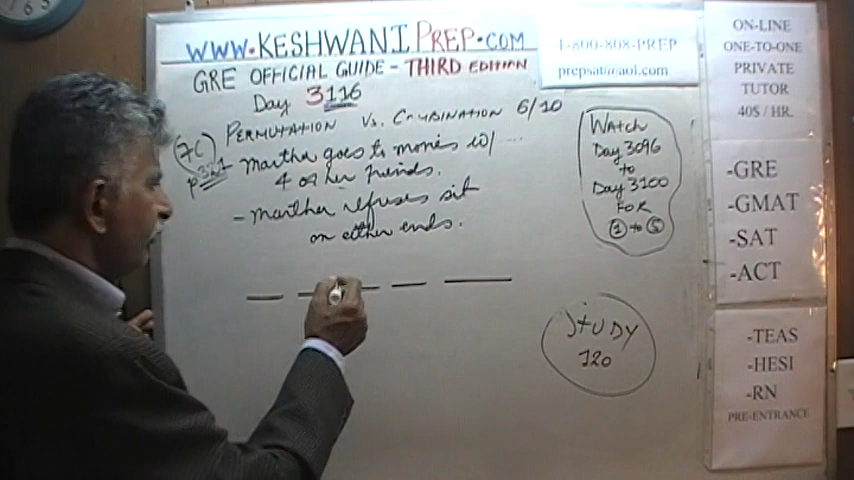 WWW.KESHWANIPREP.COM
GRE OFFICIAL GUIDE - THIRD EDITION
Day 3116
PERMUTATION Vs. COMBINATION 6/10
7C)
martha goes to movies w/ ...
4 of her friends.
- marther refuses sit
on either ends.
WATCH
Day 3096
to
Day 3100
FOR
① to ⑤
STUDY
120
1-800-808-PREP
prepsat@aol.com
ON-LINE
ONE-TO-ONE
PRIVATE
TUTOR
40$ / HR.
-GRE
-GMAT
-SAT
-ACT
-TEAS
-HESI
-RN
PRE-ENTRANCE